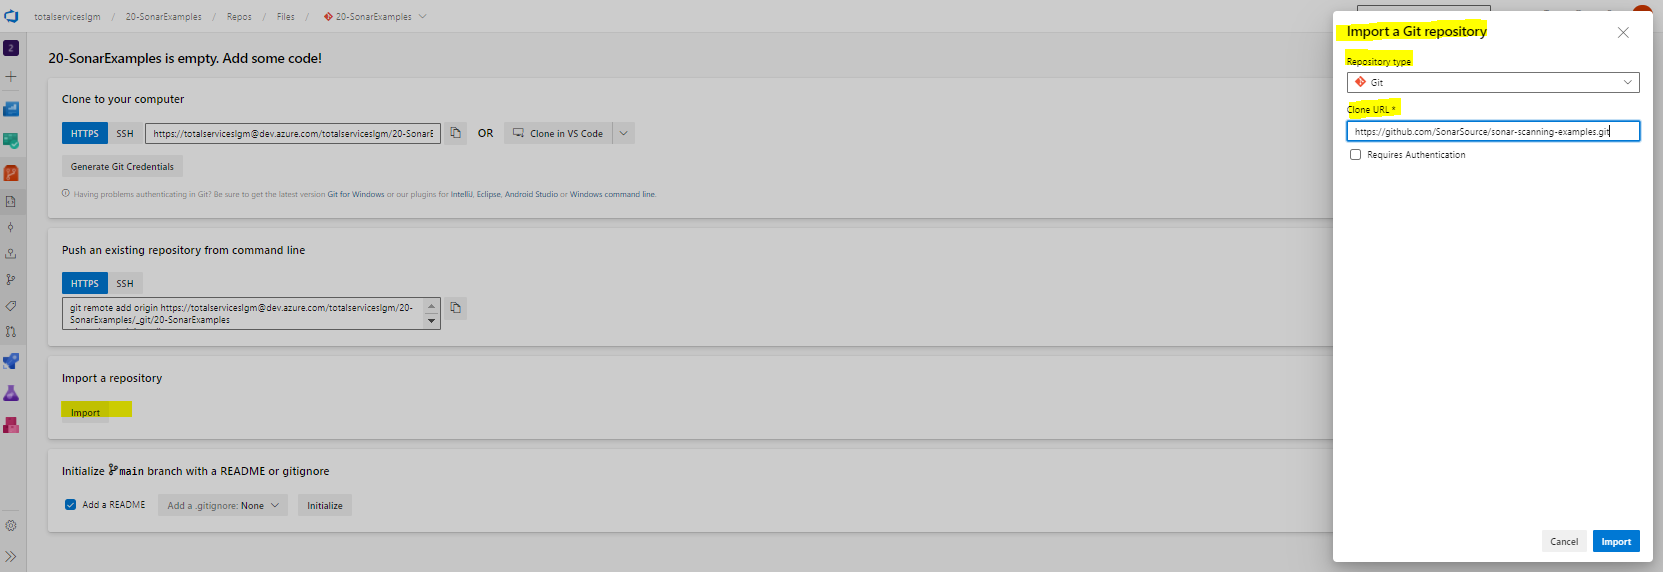 totalserviceslgm / 20-SonarExamples / Repos / Files / 20-SonarExamples
2
20-SonarExamples is empty. Add some code!
Clone to your computer
HTTPS SSH https://totalserviceslgm@dev.azure.com/totalserviceslgm/20-SonarE OR Clone in VS Code
Generate Git Credentials
Having problems authenticating in Git? Be sure to get the latest version Git for Windows or our plugins for IntelliJ, Eclipse, Android Studio or Windows command line.
Push an existing repository from command line
HTTPS SSH
git remote add origin https://totalserviceslgm@dev.azure.com/totalserviceslgm/20-
SonarExamples/_git/20-SonarExamples
Import a repository
Import
Initialize main branch with a README or gitignore
Add a README Add a .gitignore: None Initialize
Import a Git repository
Repository type
Git
Clone URL *
https://github.com/SonarSource/sonar-scanning-examples.git
Requires Authentication
Cancel Import